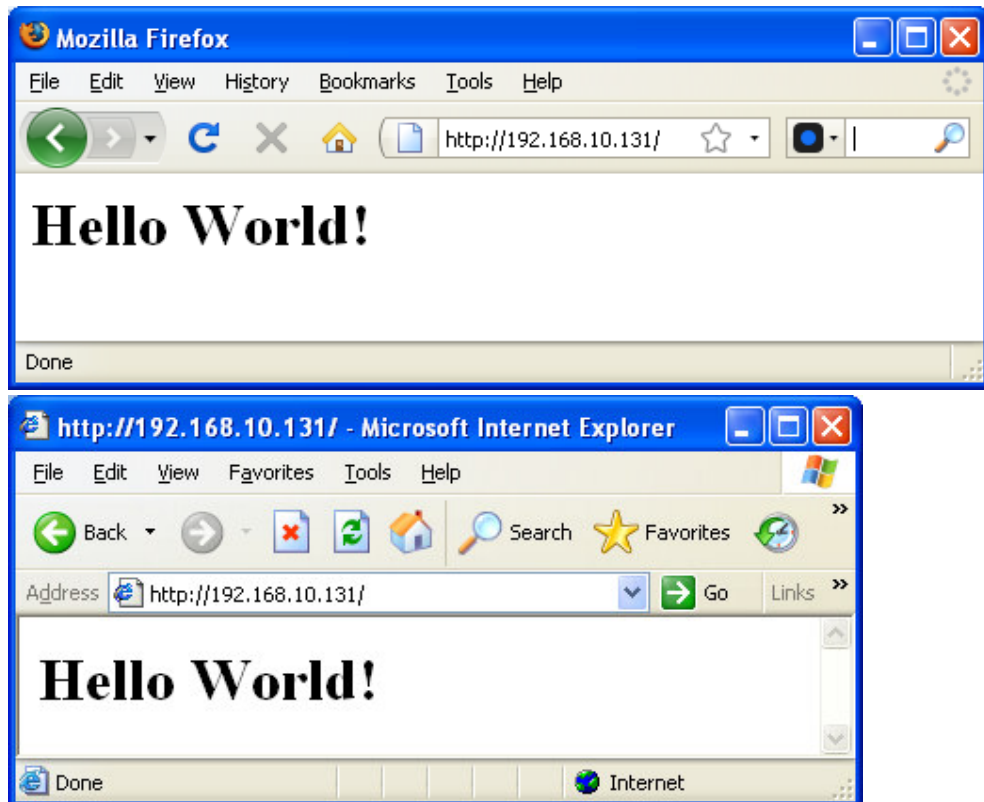 Mozilla Firefox
File Edit View History Bookmarks Tools Help
http://192.168.10.131/
Hello World!
Done
http://192.168.10.131/ - Microsoft Internet Explorer
File Edit View Favorites Tools Help
Back Search Favorites »
Address http://192.168.10.131/ Go Links »
Hello World!
Done Internet